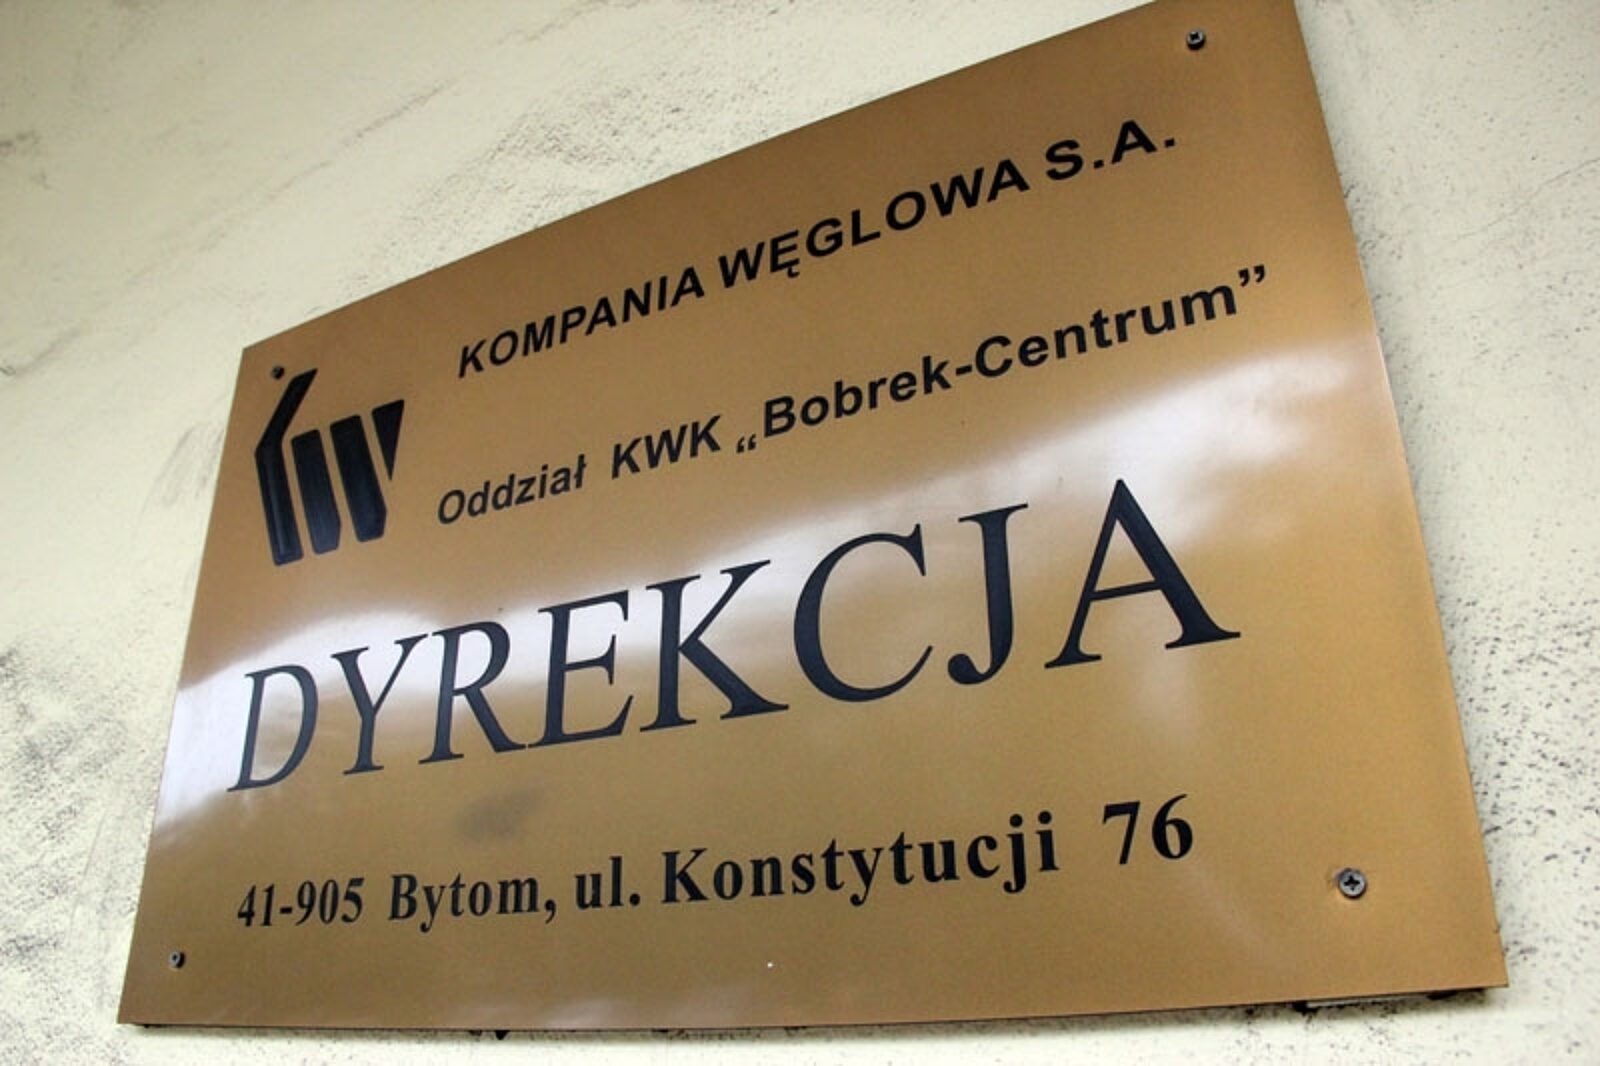 KOMPANIA WĘGLOWA S.A.
Oddział KWK „Bobrek-Centrum”
DYREKCJA
41-905 Bytom, ul. Konstytucji 76